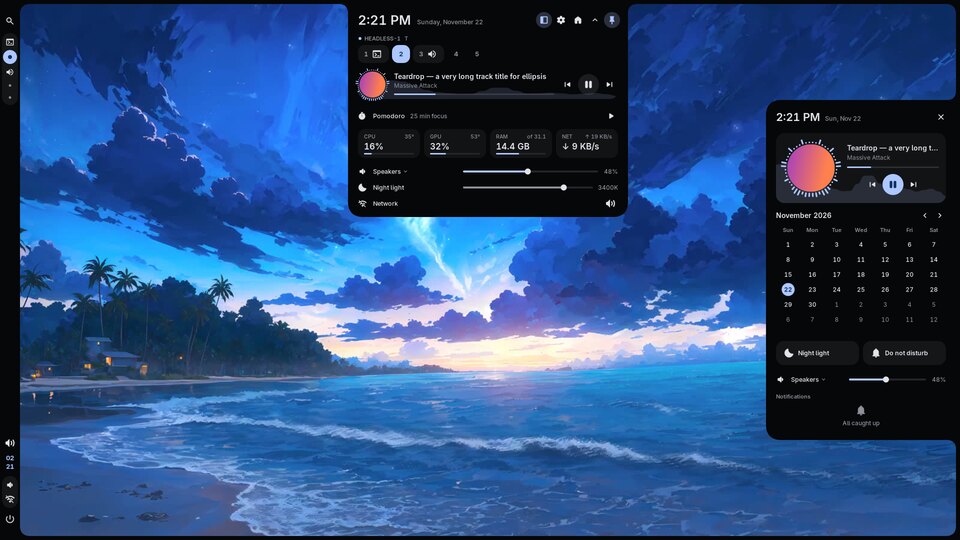 2:21 PM Sunday, November 22
HEADLESS-1 T
1 2 3 4 5
Teardrop — a very long track title for ellipsis
Massive Attack
Pomodoro 25 min focus
CPU 35° GPU 53° RAM of 31.1 NET ↑ 19 KB/s
16% 32% 14.4 GB ↓ 9 KB/s
Speakers 48%
Night light 3400K
Network
2:21 PM Sun, Nov 22
Teardrop — a very long t...
Massive Attack
November 2026
Sun Mon Tue Wed Thu Fri Sat
1 2 3 4 5 6 7
8 9 10 11 12 13 14
15 16 17 18 19 20 21
22 23 24 25 26 27 28
29 30 1 2 3 4 5
6 7 8 9 10 11 12
Night light Do not disturb
Speakers 48%
Notifications
All caught up
02
21